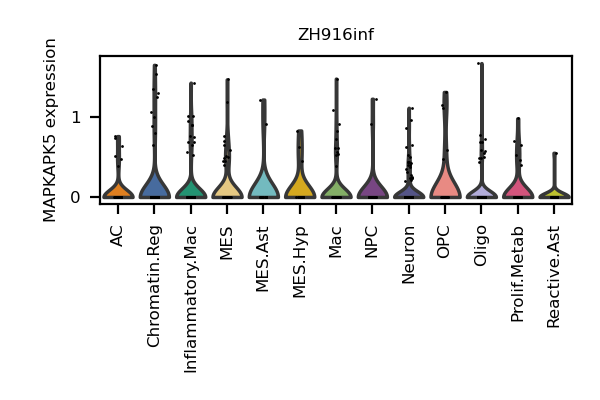 ZH916inf
MAPKAPK5 expression
1
0
AC
Chromatin.Reg
Inflammatory.Mac
MES
MES.Ast
MES.Hyp
Mac
NPC
Neuron
OPC
Oligo
Prolif.Metab
Reactive.Ast